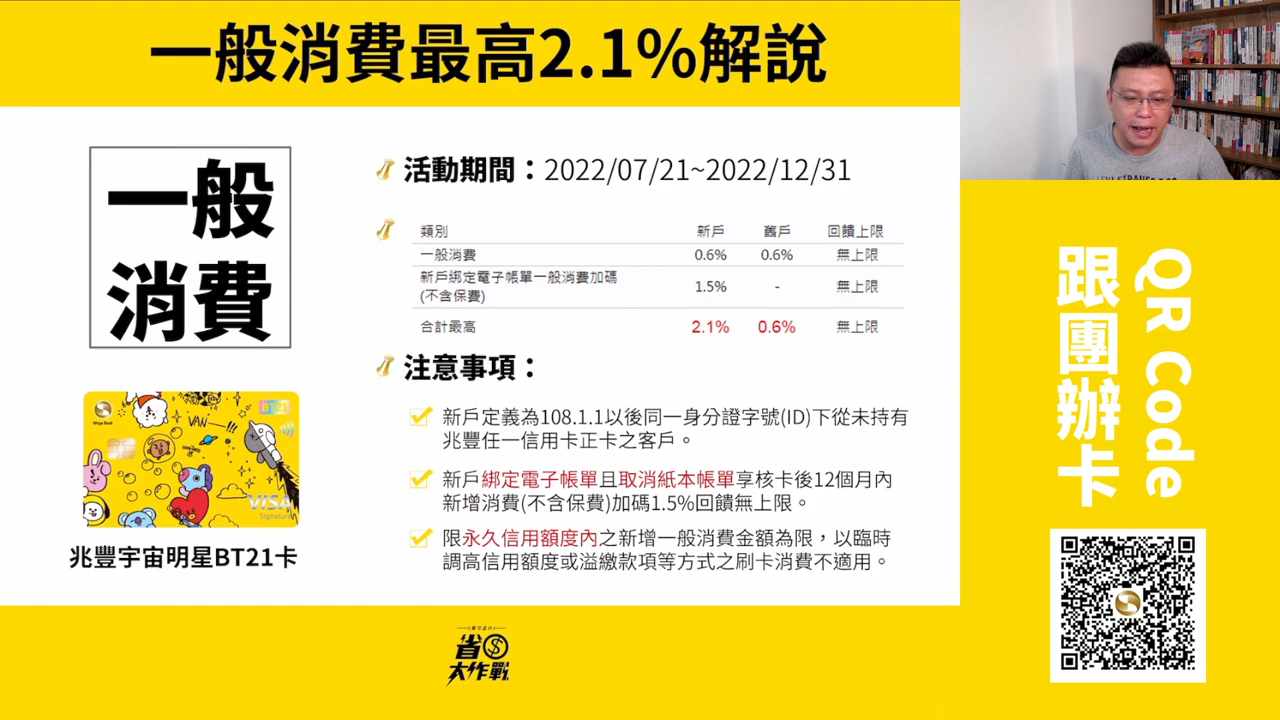 一般消費最高2.1%解說
一般
消費
活動期間：2022/07/21~2022/12/31
類別 新戶 舊戶 回饋上限
一般消費 0.6% 0.6% 無上限
新戶綁定電子帳單一般消費加碼
(不含保費) 1.5% - 無上限
合計最高 2.1% 0.6% 無上限
注意事項：
新戶定義為108.1.1以後同一身分證字號(ID)下從未持有
兆豐任一信用卡正卡之客戶。
新戶綁定電子帳單且取消紙本帳單享核卡後12個月內
新增消費(不含保費)加碼1.5%回饋無上限。
限永久信用額度內之新增一般消費金額為限，以臨時
調高信用額度或溢繳款項等方式之刷卡消費不適用。
Mega Bank
VAN—!!!
BT21
VISA
Signature
兆豐宇宙明星BT21卡
省
大作戰
QR Code
跟團辦卡